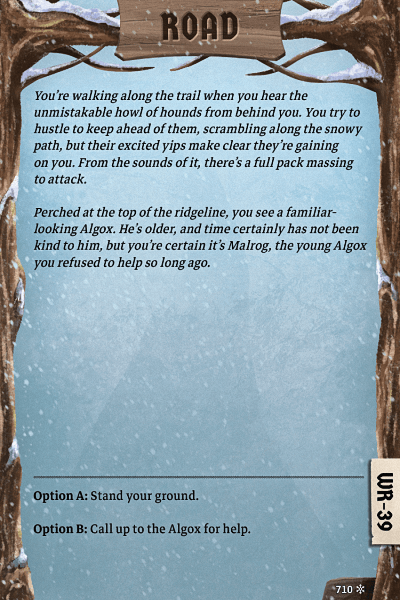 ROAD
You're walking along the trail when you hear the
unmistakable howl of hounds from behind you. You try to
hustle to keep ahead of them, scrambling along the snowy
path, but their excited yips make clear they're gaining
on you. From the sounds of it, there's a full pack massing
to attack.
Perched at the top of the ridgeline, you see a familiar-
looking Algox. He's older, and time certainly has not been
kind to him, but you're certain it's Malrog, the young Algox
you refused to help so long ago.
Option A: Stand your ground.
Option B: Call up to the Algox for help.
WR-39
710